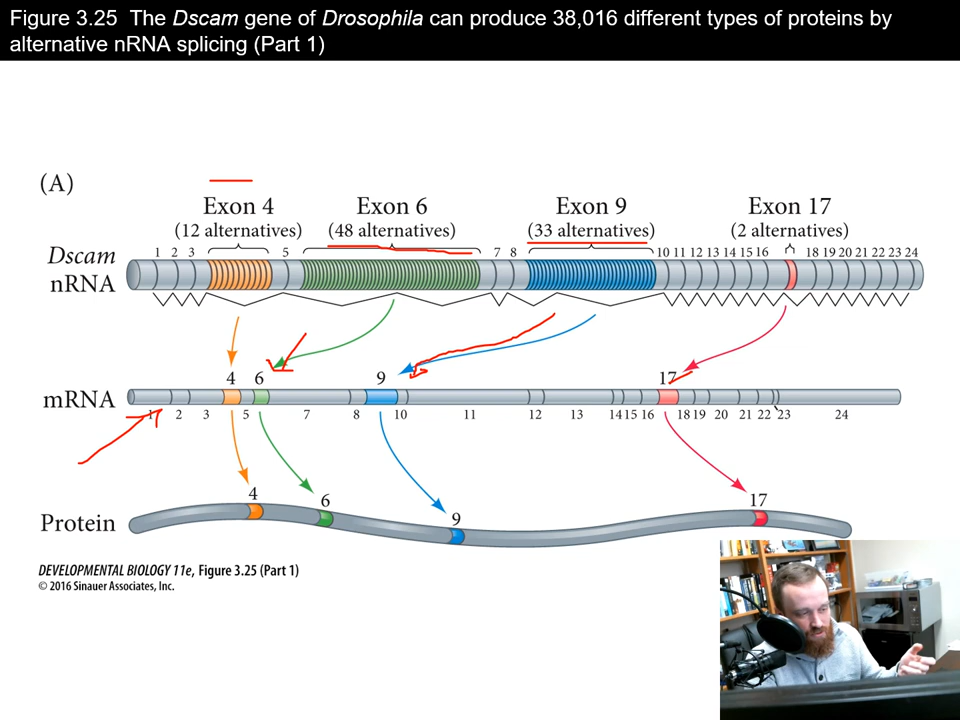 Figure 3.25 The Dscam gene of Drosophila can produce 38,016 different types of proteins by
alternative nRNA splicing (Part 1)
(A)
Exon 4 Exon 6 Exon 9 Exon 17
(12 alternatives) (48 alternatives) (33 alternatives) (2 alternatives)
Dscam
nRNA
1 2 3 5 7 8 10 11 12 13 14 15 16 18 19 20 21 22 23 24
4 6 9 17
mRNA
1 2 3 5 7 8 10 11 12 13 14 15 16 18 19 20 21 22 23 24
4 6 9 17
Protein
DEVELOPMENTAL BIOLOGY 11e, Figure 3.25 (Part 1)
© 2016 Sinauer Associates, Inc.